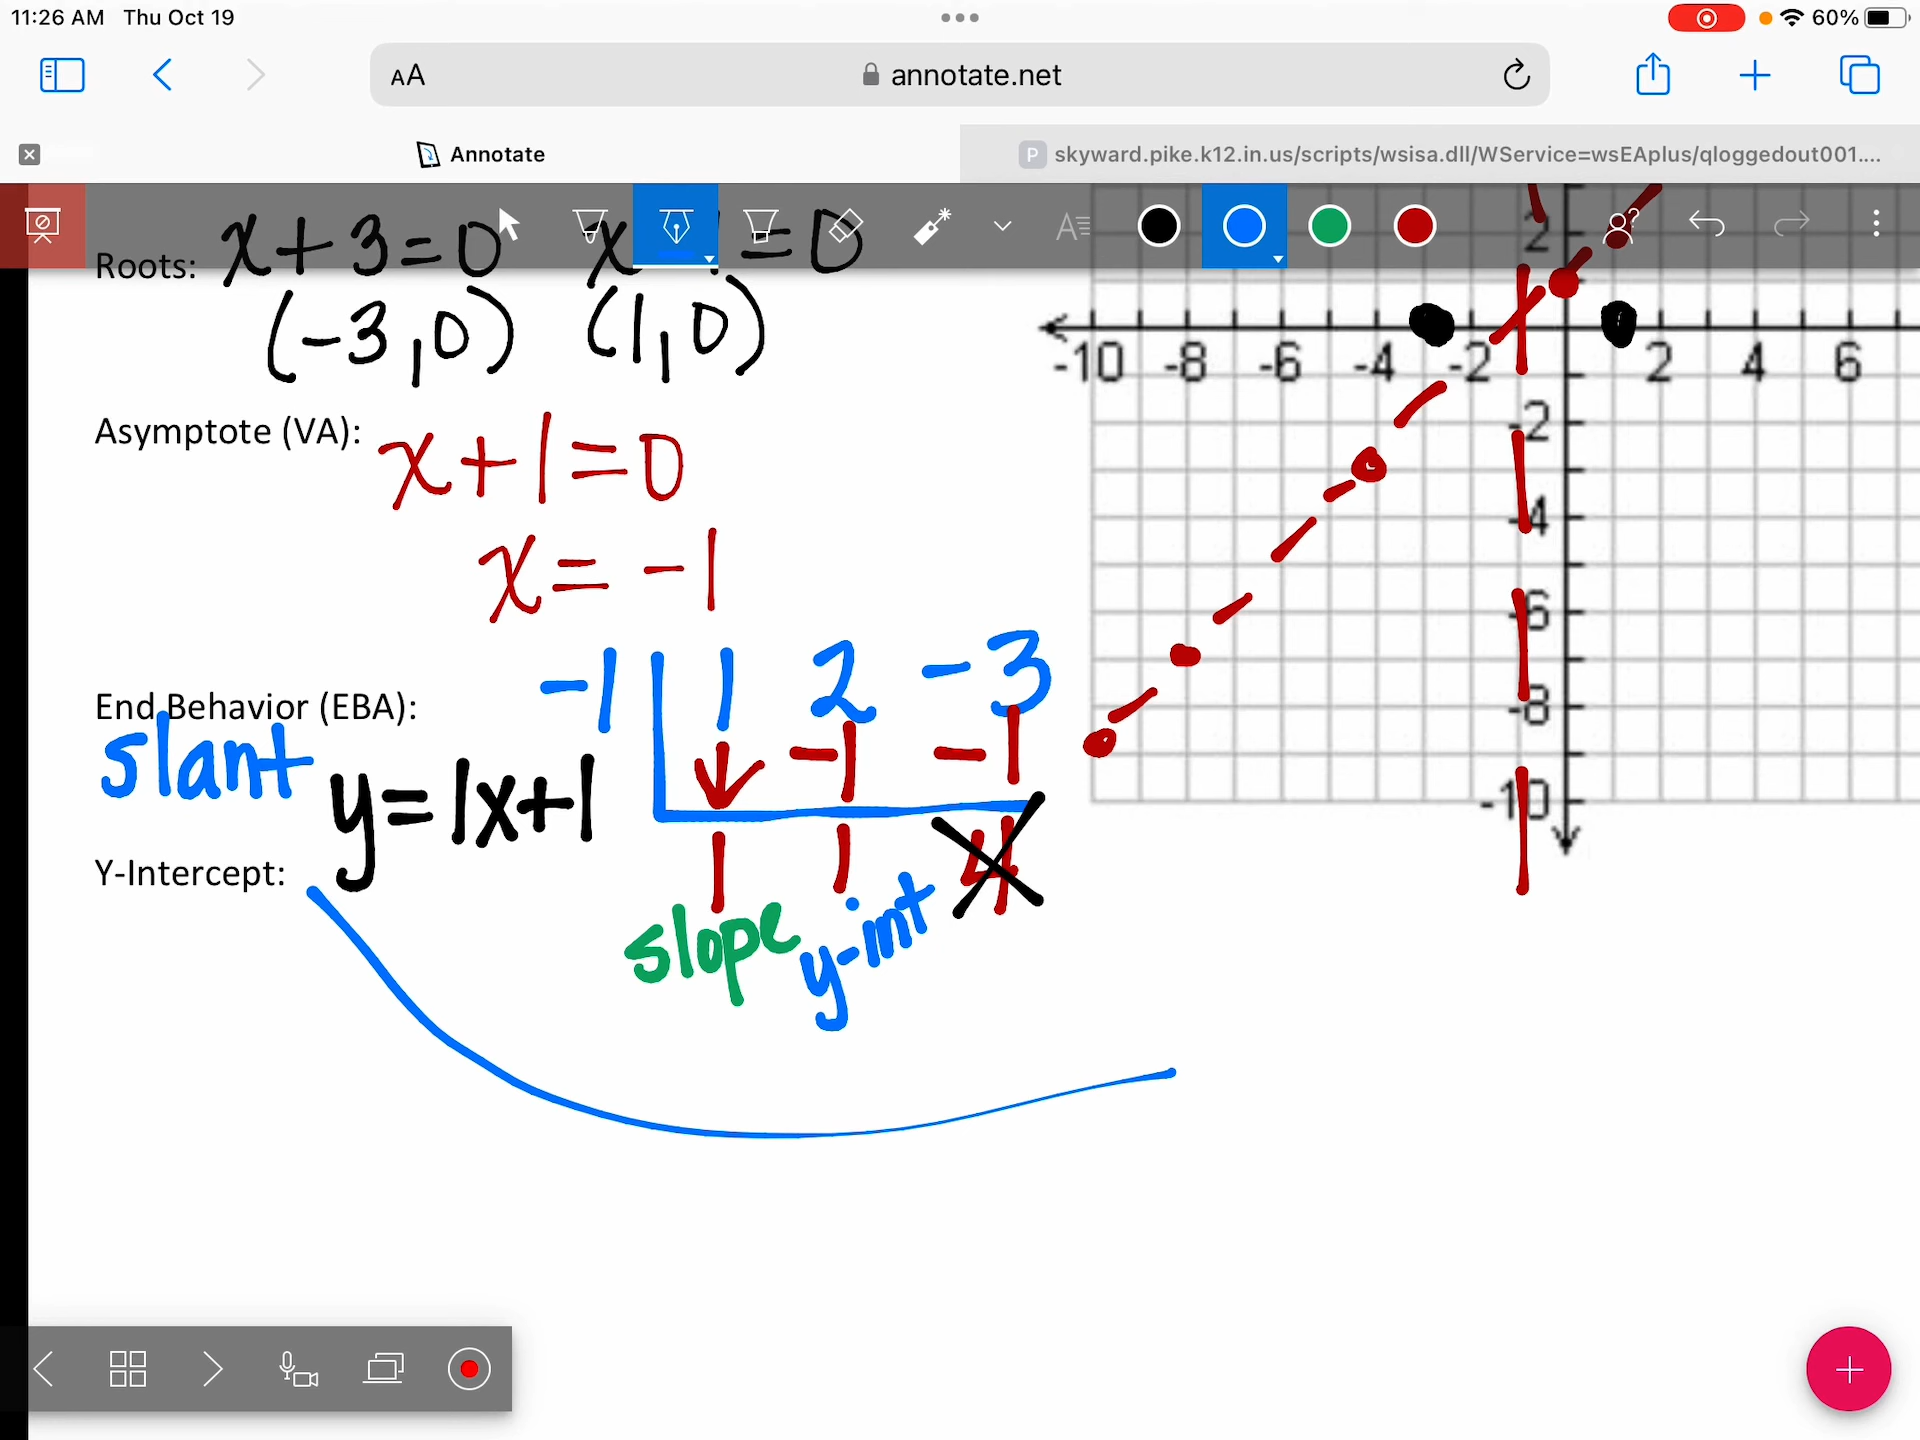 11:26 AM Thu Oct 19
60%
AA annotate.net
Annotate
P skyward.pike.k12.in.us/scripts/wsisa.dll/WService=wsEAplus/qloggedout001....
Roots: x+3=0 =0
(-3,0) (1,0)
Asymptote (VA): x+1=0
x=-1
-1 1 2 -3
End Behavior (EBA): -1 -1
slant y=1x+1
1 1 4
Y-Intercept:
slope y-int
2
-10 -8 -6 -4 -2 2 4 6
-2
-4
-6
-8
-10